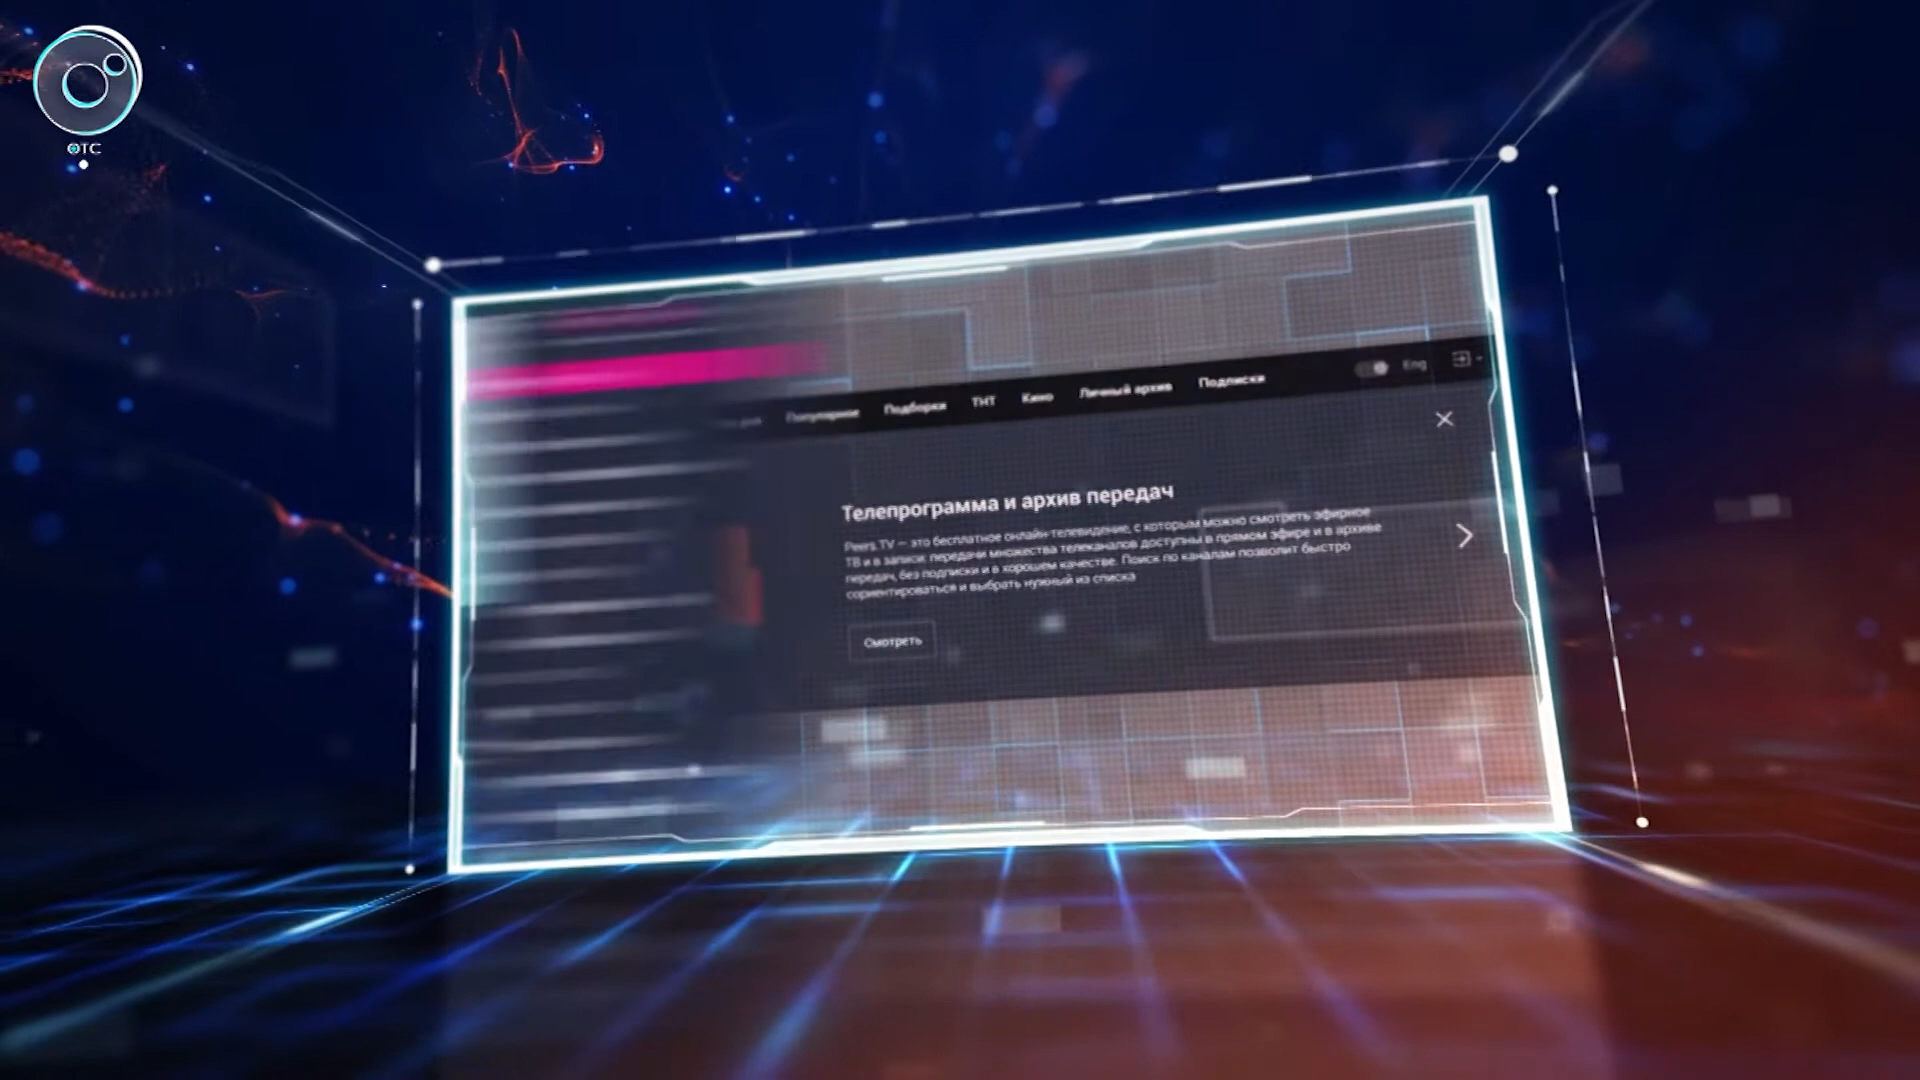 ОТС
Популярное Подборки ТНТ Кино Личный архив Подписки Eng
Телепрограмма и архив передач
Peers.TV — это бесплатное онлайн-телевидение, с которым можно смотреть эфирное
ТВ и в записи: передачи множества телеканалов доступны в прямом эфире и в архиве
передач, без подписки и в хорошем качестве. Поиск по каналам позволит быстро
сориентироваться и выбрать нужный из списка
Смотреть